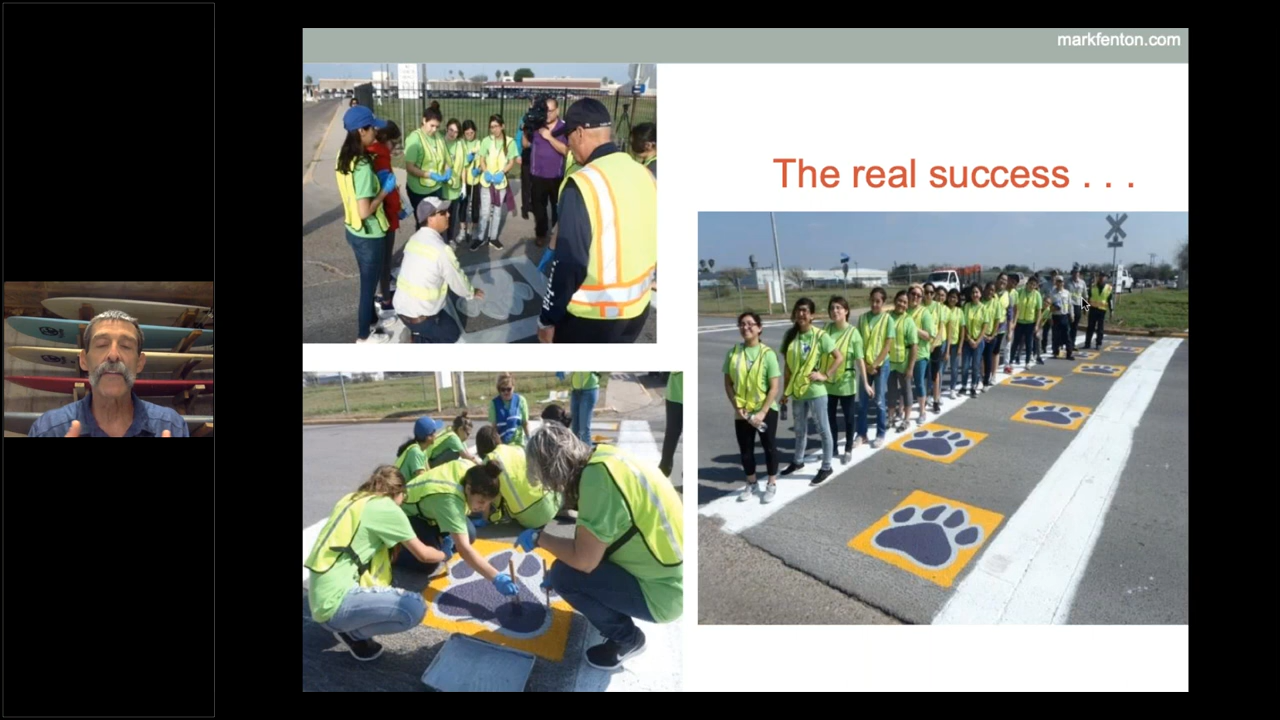 markfenton.com
The real success . . .